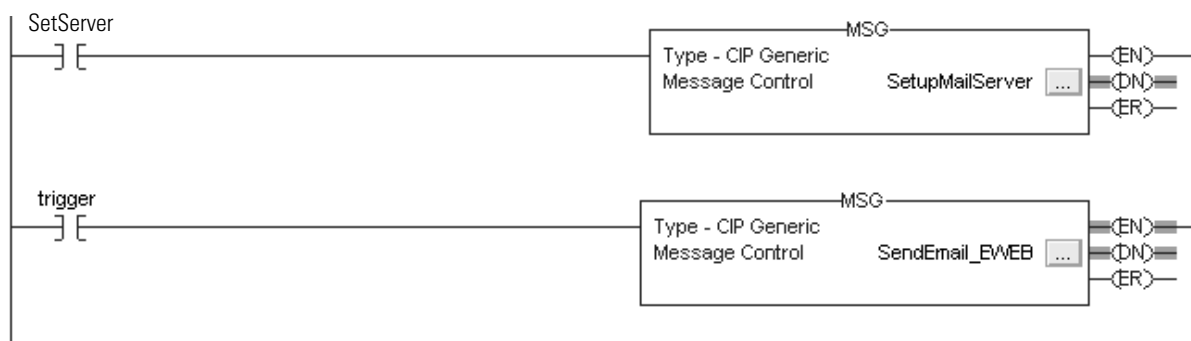 SetServer
MSG
Type - CIP Generic
Message Control SetupMailServer ...
EN
DN
ER
trigger
MSG
Type - CIP Generic
Message Control SendEmail_EWEB ...
EN
DN
ER